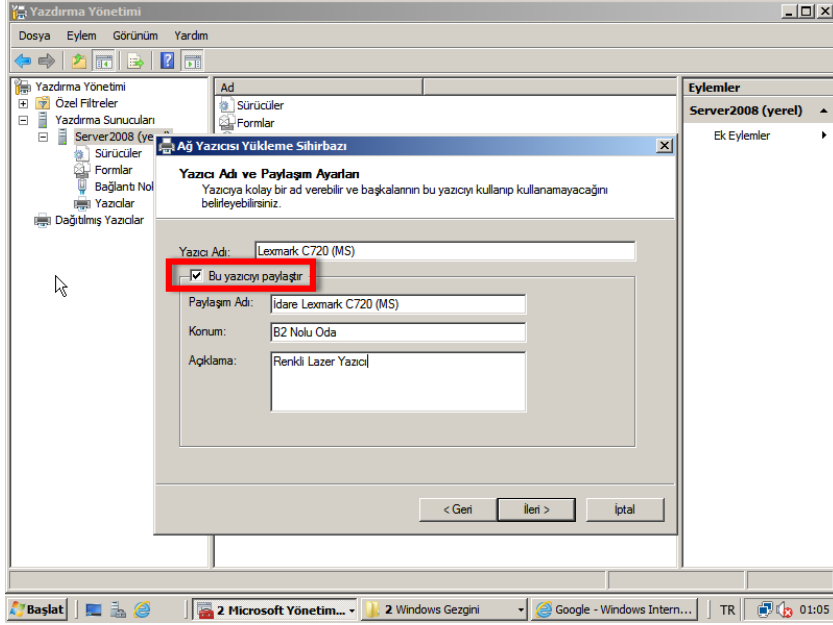 Yazdırma Yönetimi
Dosya Eylem Görünüm Yardım
Yazdırma Yönetimi
Özel Filtreler
Yazdırma Sunucuları
Server2008 (ye
Sürücüler
Formlar
Bağlantı Nol
Yazıcılar
Dağıtılmış Yazıcılar
Ad
Sürücüler
Formlar
Eylemler
Server2008 (yerel)
Ek Eylemler
Ağ Yazıcısı Yükleme Sihirbazı
Yazıcı Adı ve Paylaşım Ayarları
Yazıcıya kolay bir ad verebilir ve başkalarının bu yazıcıyı kullanıp kullanamayacağını
belirleyebilirsiniz.
Yazıcı Adı: Lexmark C720 (MS)
Bu yazıcıyı paylaştır
Paylaşım Adı: İdare Lexmark C720 (MS)
Konum: B2 Nolu Oda
Açıklama: Renkli Lazer Yazıcı
< Geri İleri > İptal
Başlat 2 Microsoft Yönetim... 2 Windows Gezgini Google - Windows Intern... TR 01:05